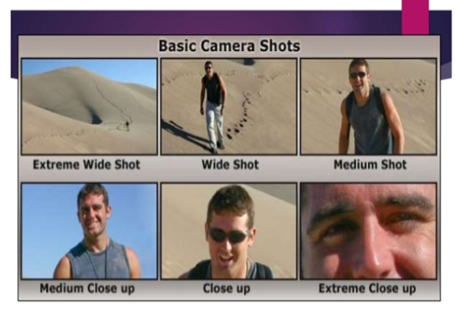 Basic Camera Shots
Extreme Wide Shot
Wide Shot
Medium Shot
Medium Close up
Close up
Extreme Close up